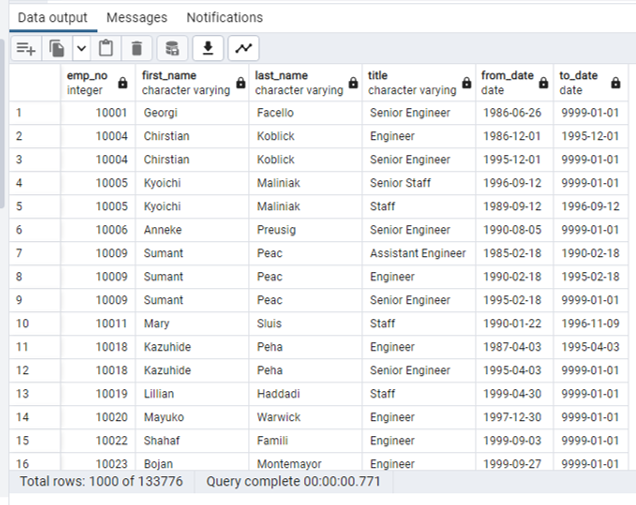 Data output Messages Notifications
emp_no first_name last_name title from_date to_date
integer character varying character varying character varying date date
1 10001 Georgi Facello Senior Engineer 1986-06-26 9999-01-01
2 10004 Chirstian Koblick Engineer 1986-12-01 1995-12-01
3 10004 Chirstian Koblick Senior Engineer 1995-12-01 9999-01-01
4 10005 Kyoichi Maliniak Senior Staff 1996-09-12 9999-01-01
5 10005 Kyoichi Maliniak Staff 1989-09-12 1996-09-12
6 10006 Anneke Preusig Senior Engineer 1990-08-05 9999-01-01
7 10009 Sumant Peac Assistant Engineer 1985-02-18 1990-02-18
8 10009 Sumant Peac Engineer 1990-02-18 1995-02-18
9 10009 Sumant Peac Senior Engineer 1995-02-18 9999-01-01
10 10011 Mary Sluis Staff 1990-01-22 1996-11-09
11 10018 Kazuhide Peha Engineer 1987-04-03 1995-04-03
12 10018 Kazuhide Peha Senior Engineer 1995-04-03 9999-01-01
13 10019 Lillian Haddadi Staff 1999-04-30 9999-01-01
14 10020 Mayuko Warwick Engineer 1997-12-30 9999-01-01
15 10022 Shahaf Famili Engineer 1999-09-03 9999-01-01
16 10023 Bojan Montemayor Engineer 1999-09-27 9999-01-01
Total rows: 1000 of 133776 Query complete 00:00:00.771